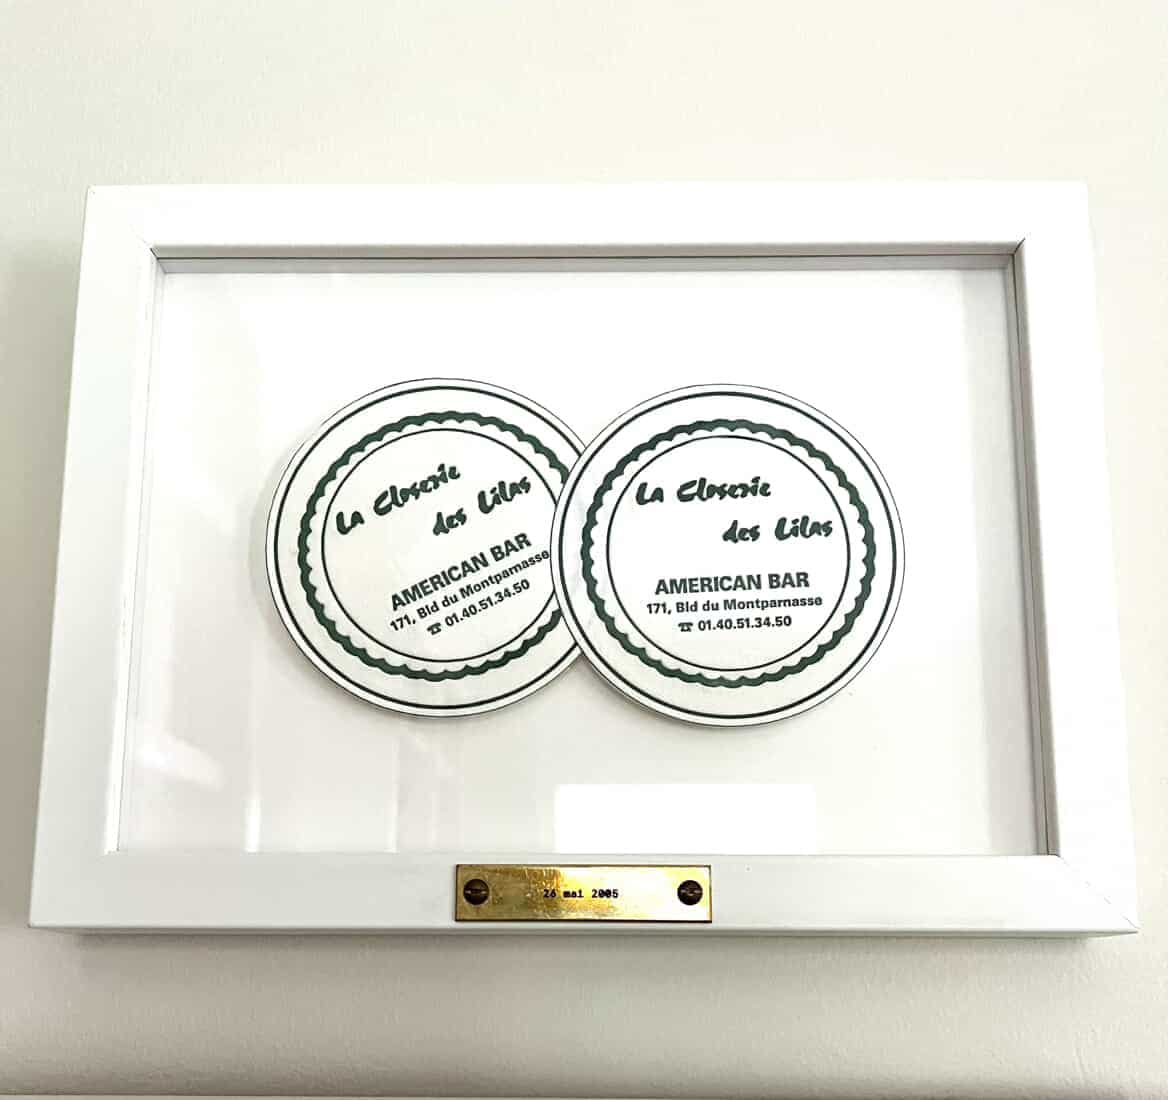 La Closerie
des Lilas
AMERICAN BAR
171, Bld du Montparnasse
☎ 01.40.51.34.50
La Closerie
des Lilas
AMERICAN BAR
171, Bld du Montparnasse
☎ 01.40.51.34.50
26 mai 2005